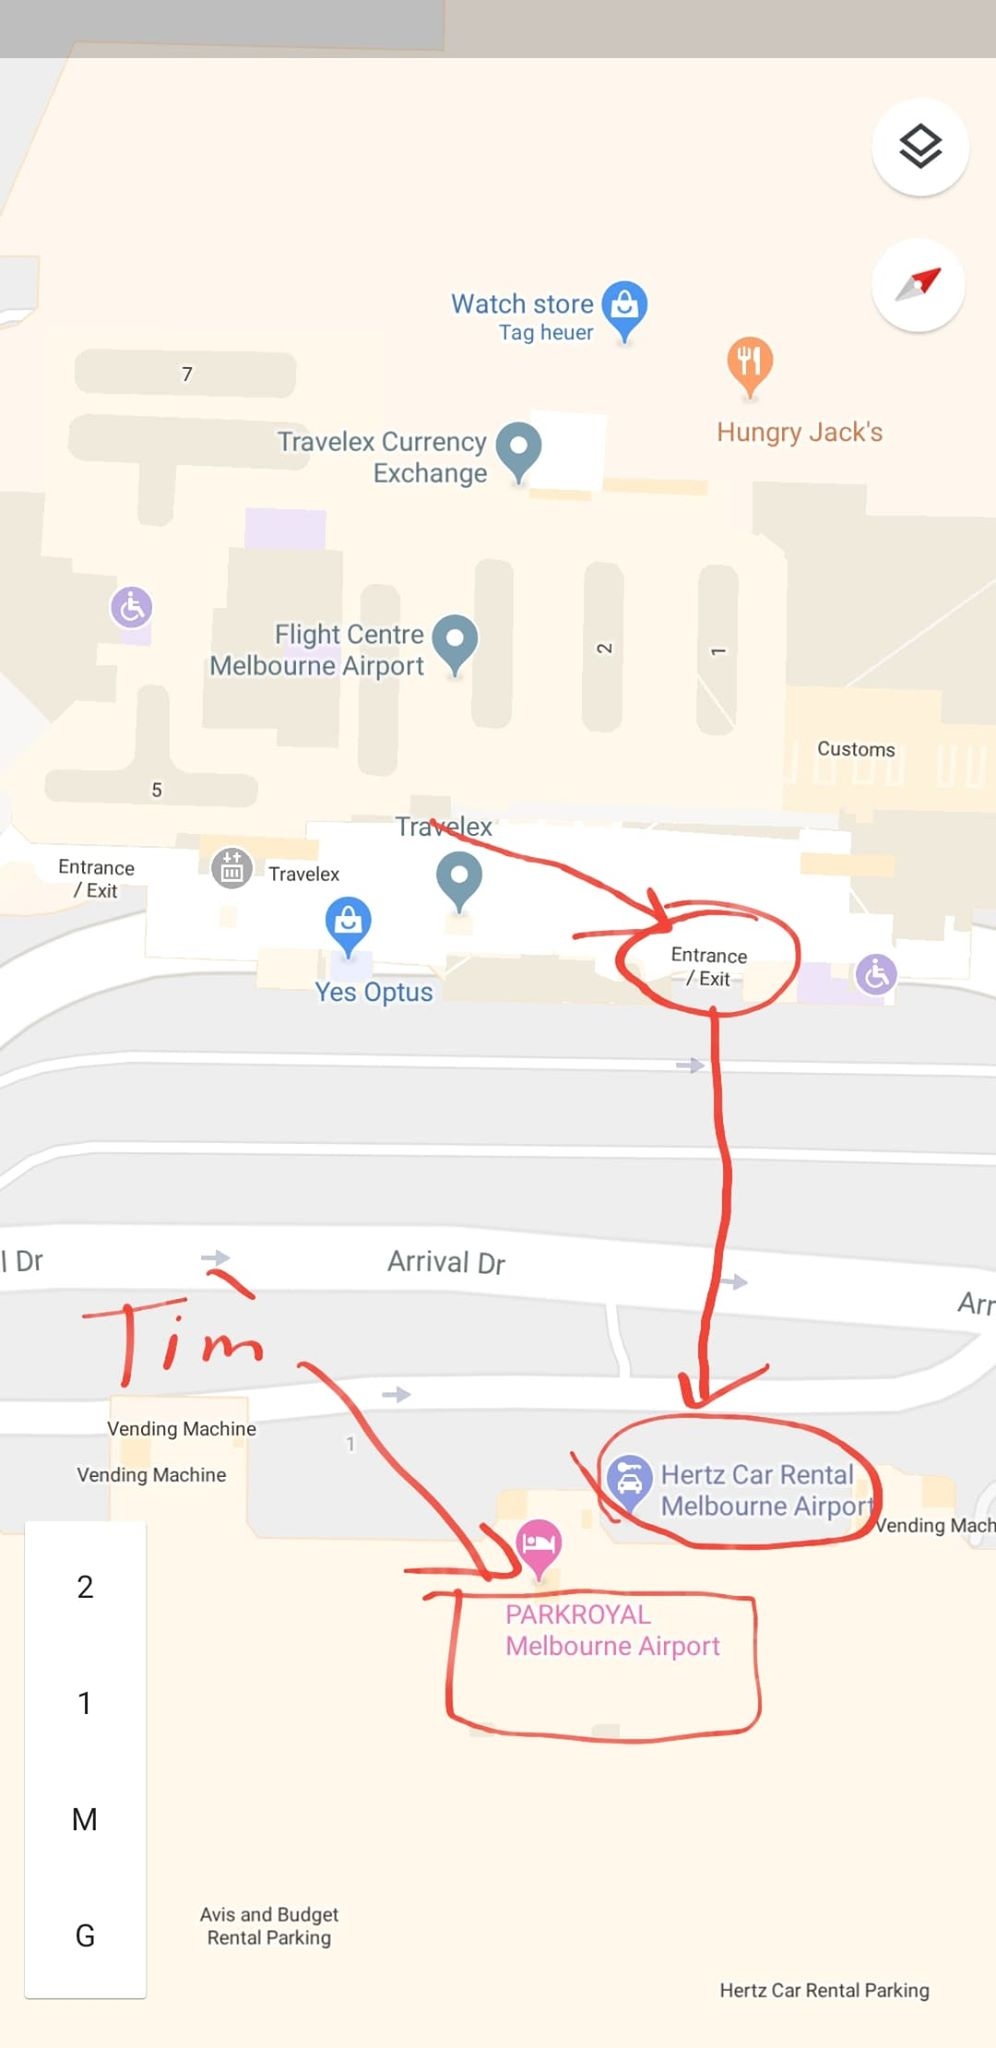 Watch store
Tag heuer
Hungry Jack's
7
Travelex Currency
Exchange
Flight Centre
Melbourne Airport
2
1
Customs
5
Travelex
Entrance
/ Exit
Travelex
Yes Optus
Entrance
/ Exit
l Dr
Arrival Dr
Arr
Tim
Vending Machine
1
Vending Machine
Hertz Car Rental
Melbourne Airport
Vending Mach
PARKROYAL
Melbourne Airport
2
1
M
G
Avis and Budget
Rental Parking
Hertz Car Rental Parking